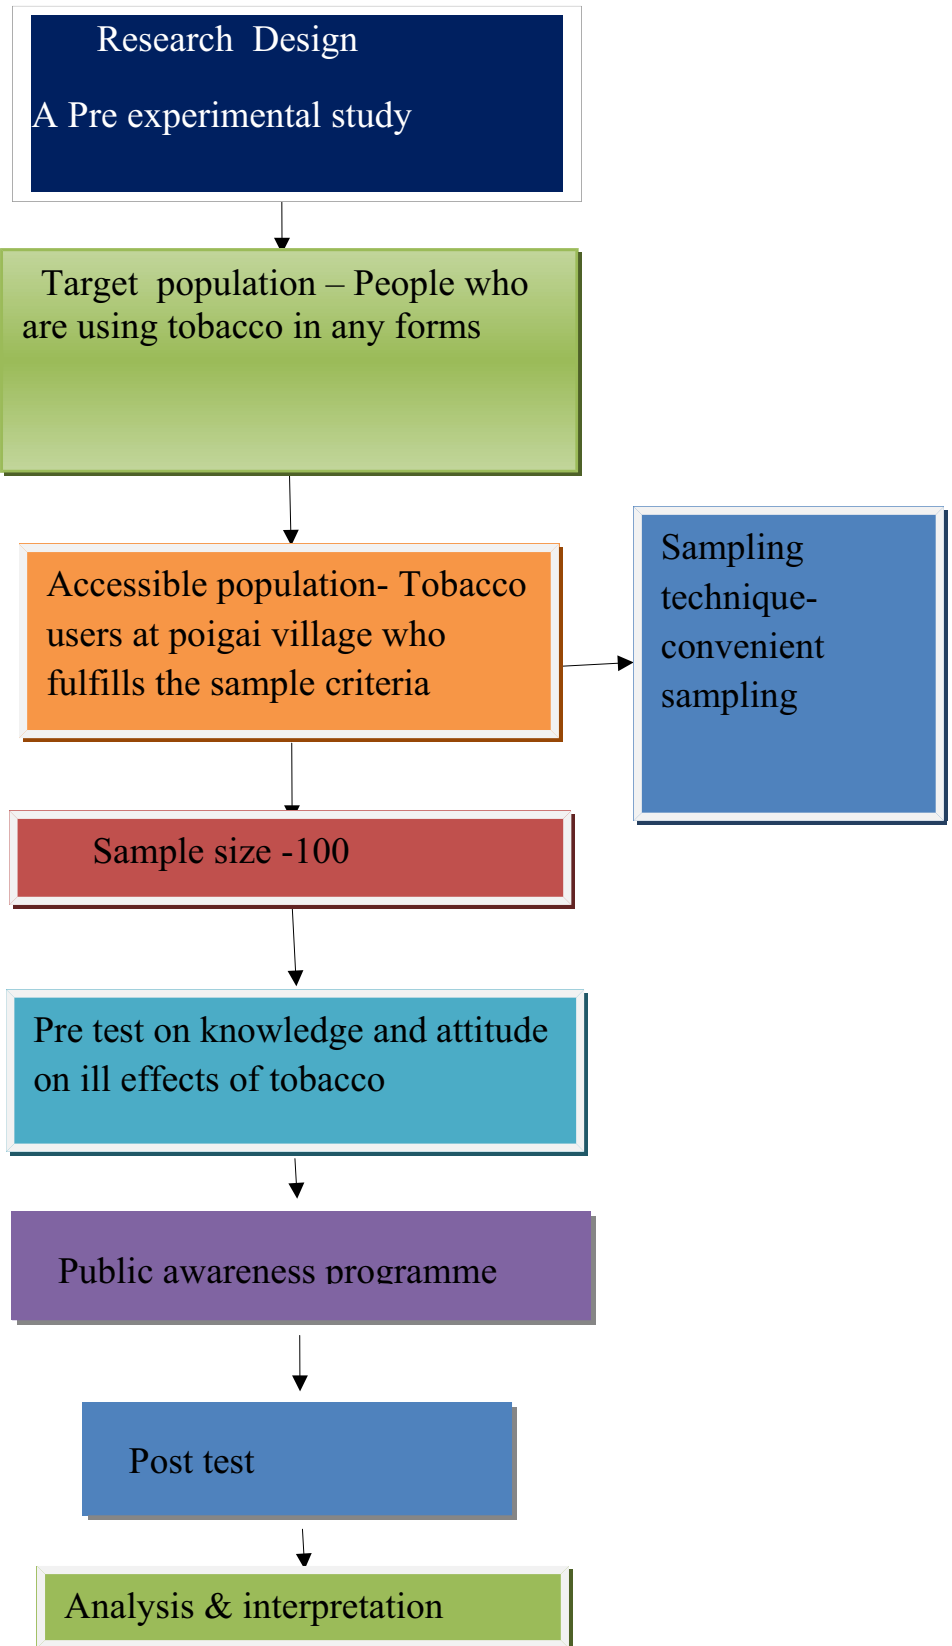 Research Design
A Pre experimental study
Target population – People who
are using tobacco in any forms
Accessible population- Tobacco
users at poigai village who
fulfills the sample criteria
Sampling
technique-
convenient
sampling
Sample size -100
Pre test on knowledge and attitude
on ill effects of tobacco
Public awareness programme
Post test
Analysis & interpretation